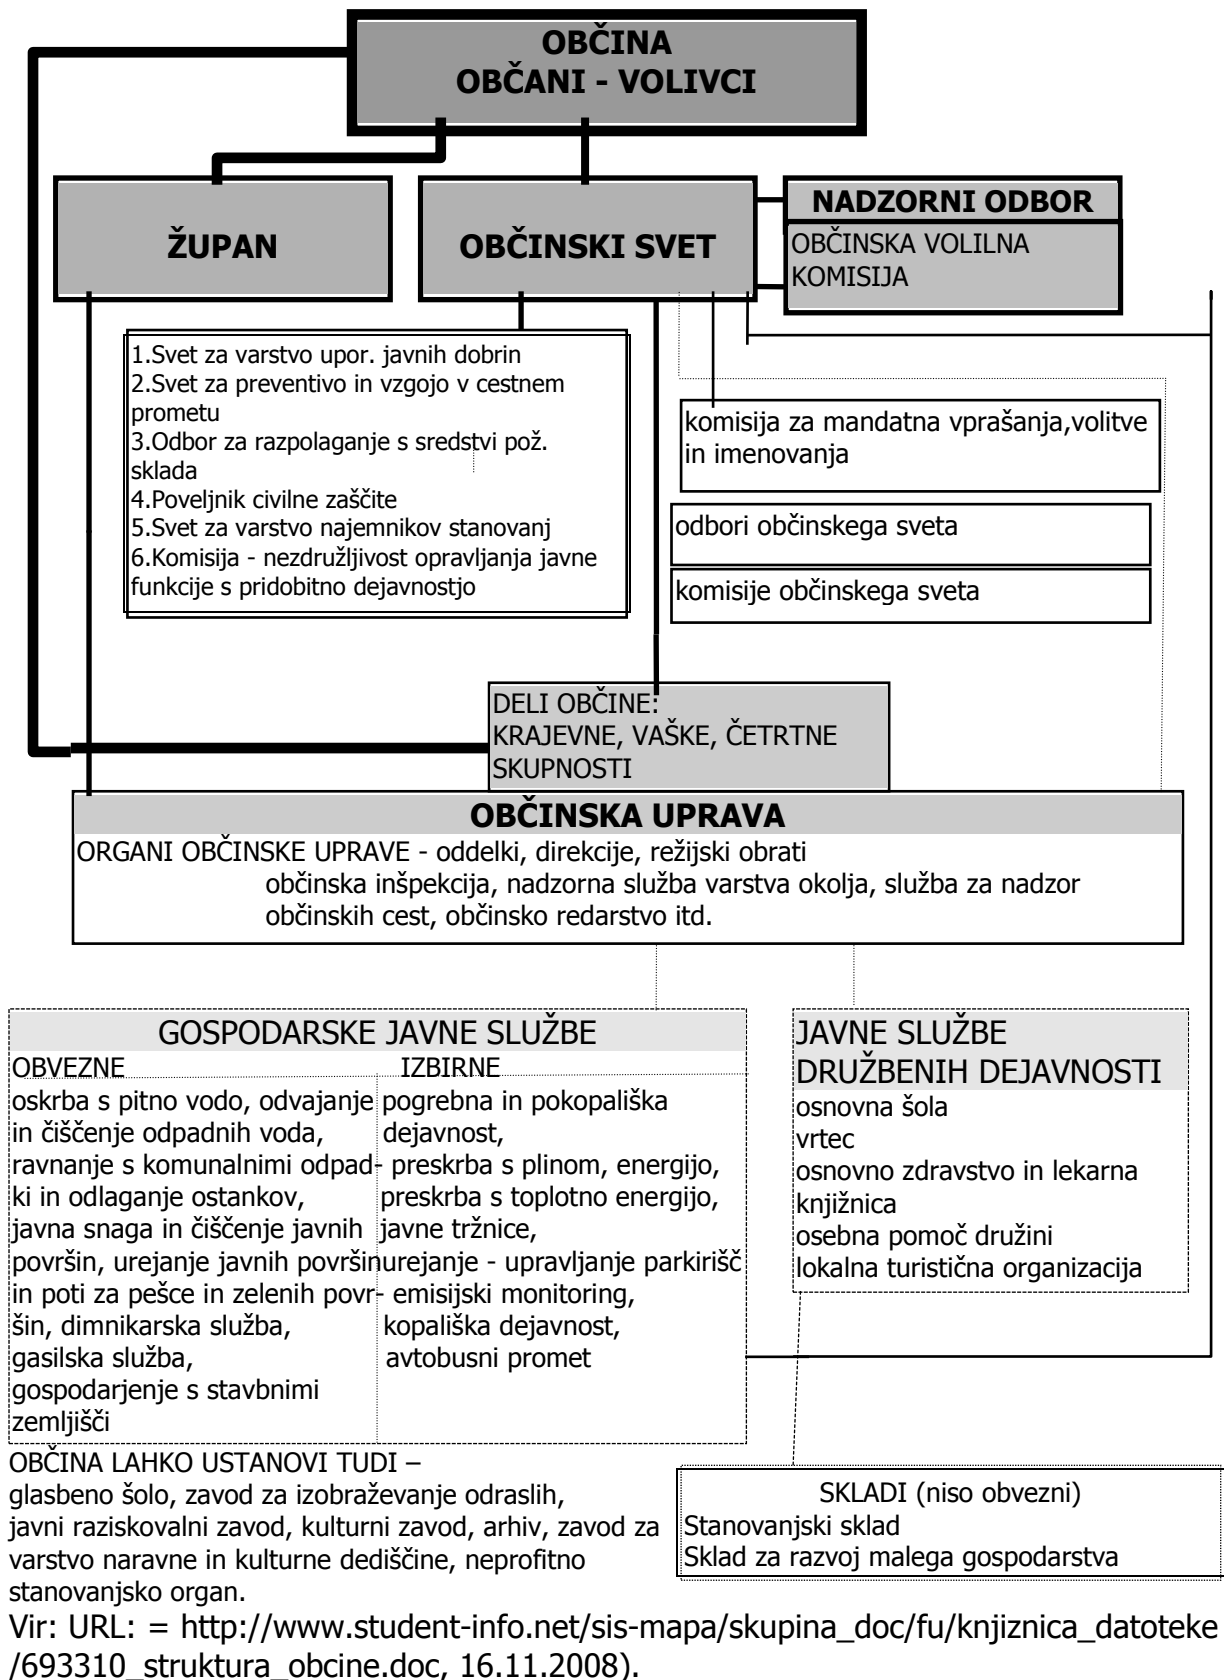 OBČINA
OBČANI - VOLIVCI
ŽUPAN
OBČINSKI SVET
NADZORNI ODBOR
OBČINSKA VOLILNA
KOMISIJA
1.Svet za varstvo upor. javnih dobrin
2.Svet za preventivo in vzgojo v cestnem
prometu
3.Odbor za razpolaganje s sredstvi pož.
sklada
4.Poveljnik civilne zaščite
5.Svet za varstvo najemnikov stanovanj
6.Komisija - nezdružljivost opravljanja javne
funkcije s pridobitno dejavnostjo
komisija za mandatna vprašanja,volitve
in imenovanja
odbori občinskega sveta
komisije občinskega sveta
DELI OBČINE:
KRAJEVNE, VAŠKE, ČETRTNE
SKUPNOSTI
OBČINSKA UPRAVA
ORGANI OBČINSKE UPRAVE - oddelki, direkcije, režijski obrati
občinska inšpekcija, nadzorna služba varstva okolja, služba za nadzor
občinskih cest, občinsko redarstvo itd.
GOSPODARSKE JAVNE SLUŽBE
OBVEZNE
oskrba s pitno vodo, odvajanje
in čiščenje odpadnih voda,
ravnanje s komunalnimi odpad-
ki in odlaganje ostankov,
javna snaga in čiščenje javnih
površin, urejanje javnih površin
in poti za pešce in zelenih povr-
šin, dimnikarska služba,
gasilska služba,
gospodarjenje s stavbnimi
zemljišči
IZBIRNE
pogrebna in pokopališka
dejavnost,
preskrba s plinom, energijo,
preskrba s toplotno energijo,
javne tržnice,
urejanje - upravljanje parkirišč
emisijski monitoring,
kopališka dejavnost,
avtobusni promet
JAVNE SLUŽBE
DRUŽBENIH DEJAVNOSTI
osnovna šola
vrtec
osnovno zdravstvo in lekarna
knjižnica
osebna pomoč družini
lokalna turistična organizacija
OBČINA LAHKO USTANOVI TUDI –
glasbeno šolo, zavod za izobraževanje odraslih,
javni raziskovalni zavod, kulturni zavod, arhiv, zavod za
varstvo naravne in kulturne dediščine, neprofitno
stanovanjsko organ.
SKLADI (niso obvezni)
Stanovanjski sklad
Sklad za razvoj malega gospodarstva
Vir: URL: = http://www.student-info.net/sis-mapa/skupina_doc/fu/knjiznica_datoteke
/693310_struktura_obcine.doc, 16.11.2008).